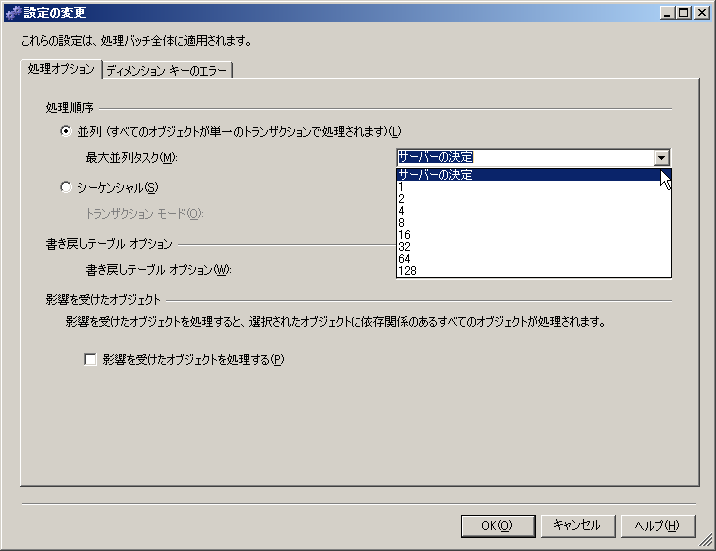 設定の変更
これらの設定は、処理バッチ全体に適用されます。
処理オプション ディメンション キーのエラー
処理順序
並列 (すべてのオブジェクトが単一のトランザクションで処理されます)(L)
最大並列タスク(M): サーバーの決定
サーバーの決定
1
シーケンシャル(S)
2
トランザクション モード(O):
4
8
16
書き戻しテーブル オプション
32
64
書き戻しテーブル オプション(W):
128
影響を受けたオブジェクト
影響を受けたオブジェクトを処理すると、選択されたオブジェクトに依存関係のあるすべてのオブジェクトが処理されます。
影響を受けたオブジェクトを処理する(P)
OK(O) キャンセル ヘルプ(H)